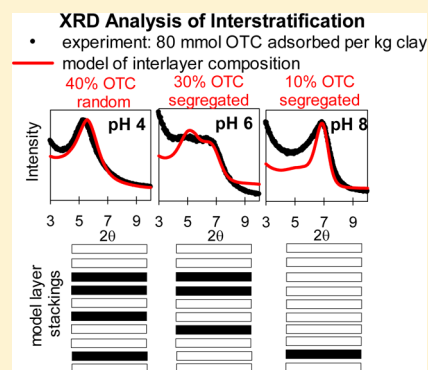 XRD Analysis of Interstratification
• experiment: 80 mmol OTC adsorbed per kg clay
model of interlayer composition
40% OTC random
30% OTC segregated
10% OTC segregated
Intensity
pH 4
pH 6
pH 8
3 5 7 9
3 5 7 9
3 5 7 9
2θ
2θ
2θ
model layer stackings